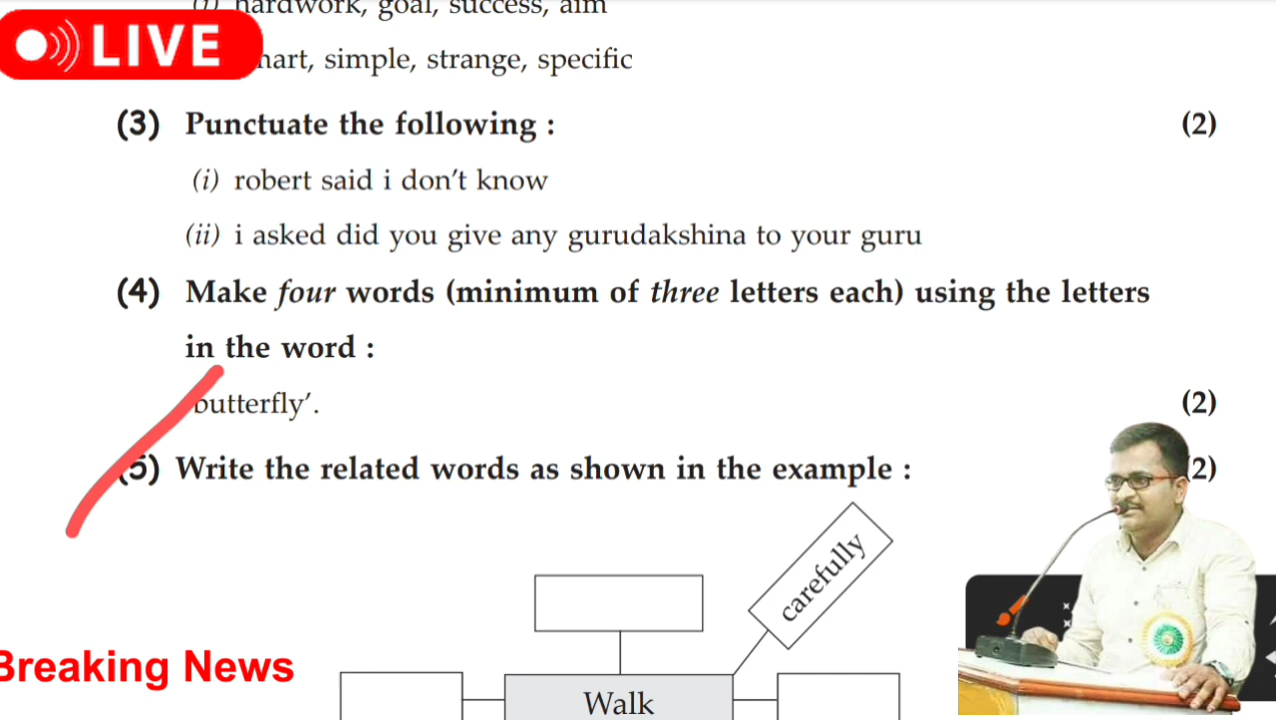 (i) hardwork, goal, success, aim
LIVE
simple, strange, specific
(3) Punctuate the following : (2)
(i) robert said i don't know
(ii) i asked did you give any gurudakshina to your guru
(4) Make four words (minimum of three letters each) using the letters
in the word :
butterfly'. (2)
(5) Write the related words as shown in the example : (2)
carefully
Walk
Breaking News